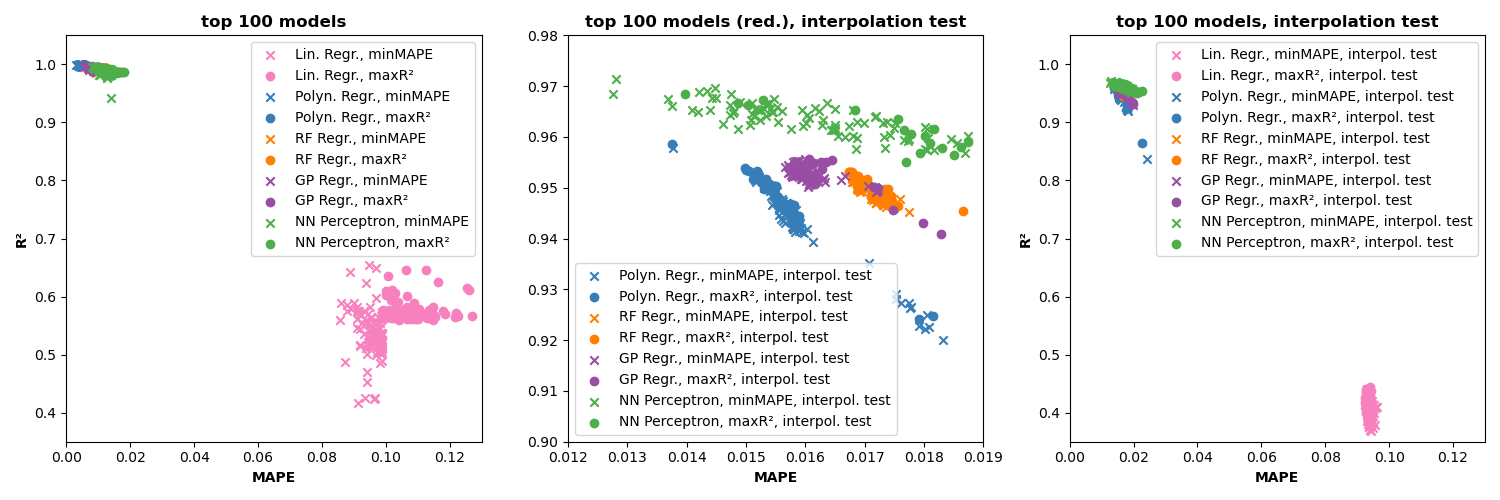 top 100 models
1.0
0.9
0.8
0.7
0.6
0.5
0.4
R²
0.00
0.02
0.04
0.06
0.08
0.10
0.12
MAPE
Lin. Regr., minMAPE
Lin. Regr., maxR²
Polyn. Regr., minMAPE
Polyn. Regr., maxR²
RF Regr., minMAPE
RF Regr., maxR²
GP Regr., minMAPE
GP Regr., maxR²
NN Perceptron, minMAPE
NN Perceptron, maxR²
top 100 models (red.), interpolation test
0.98
0.97
0.96
0.95
0.94
0.93
0.92
0.91
0.90
0.012
0.013
0.014
0.015
0.016
0.017
0.018
0.019
MAPE
Polyn. Regr., minMAPE, interpol. test
Polyn. Regr., maxR², interpol. test
RF Regr., minMAPE, interpol. test
RF Regr., maxR², interpol. test
GP Regr., minMAPE, interpol. test
GP Regr., maxR², interpol. test
NN Perceptron, minMAPE, interpol. test
NN Perceptron, maxR², interpol. test
top 100 models, interpolation test
1.0
0.9
0.8
0.7
0.6
0.5
0.4
R²
0.00
0.02
0.04
0.06
0.08
0.10
0.12
MAPE
Lin. Regr., minMAPE, interpol. test
Lin. Regr., maxR², interpol. test
Polyn. Regr., minMAPE, interpol. test
Polyn. Regr., maxR², interpol. test
RF Regr., minMAPE, interpol. test
RF Regr., maxR², interpol. test
GP Regr., minMAPE, interpol. test
GP Regr., maxR², interpol. test
NN Perceptron, minMAPE, interpol. test
NN Perceptron, maxR², interpol. test